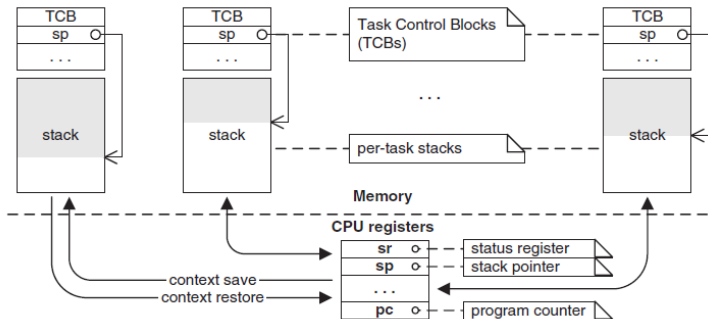 TCB
sp
. . .
stack
TCB
sp
. . .
stack
Task Control Blocks
(TCBs)
. . .
per-task stacks
TCB
sp
. . .
stack
Memory
CPU registers
sr
status register
sp
stack pointer
. . .
pc
program counter
context save
context restore